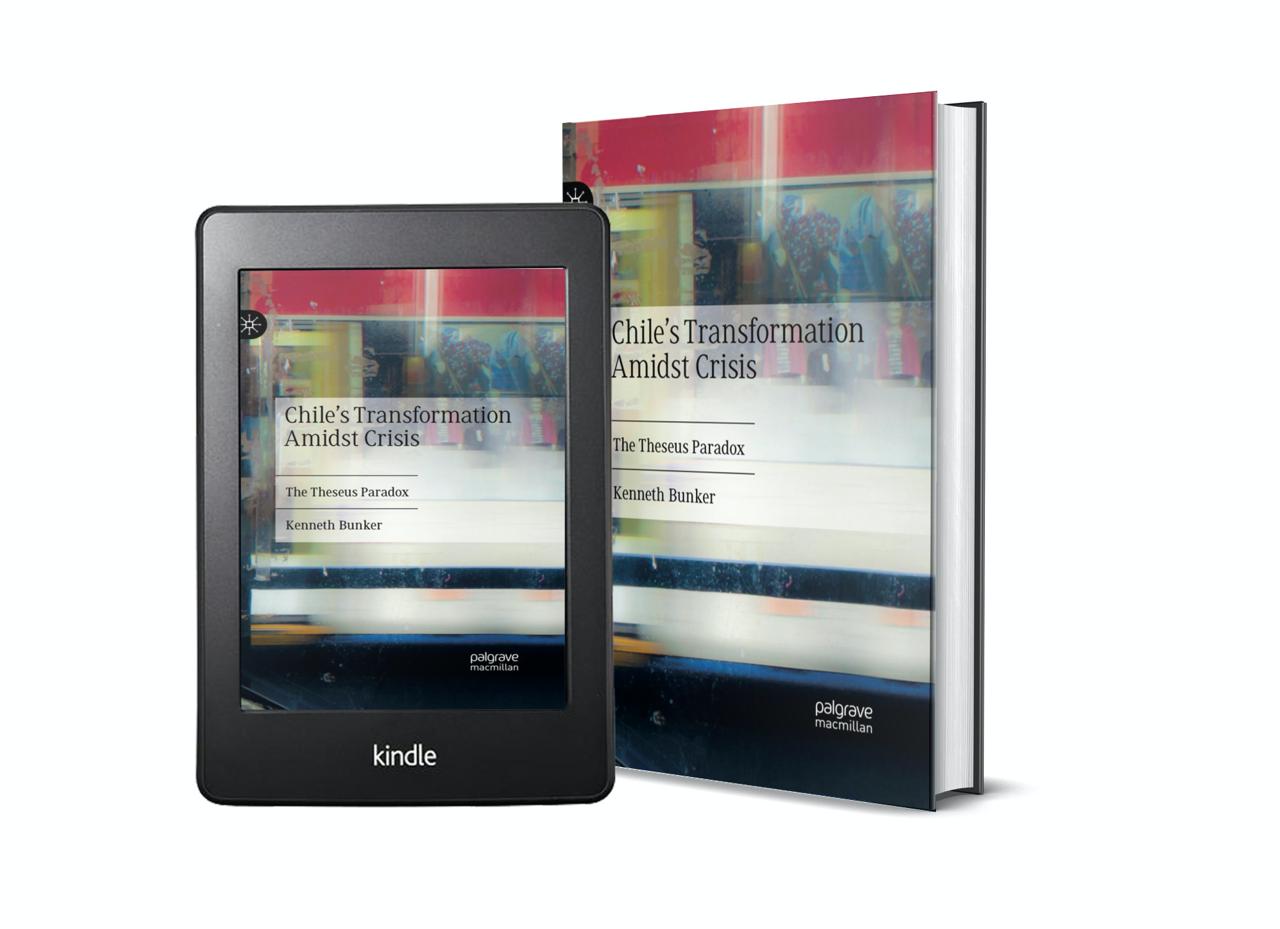 Chile's Transformation
Amidst Crisis
The Theseus Paradox
Kenneth Bunker
palgrave
macmillan
kindle
Chile's Transformation
Amidst Crisis
The Theseus Paradox
Kenneth Bunker
palgrave
macmillan